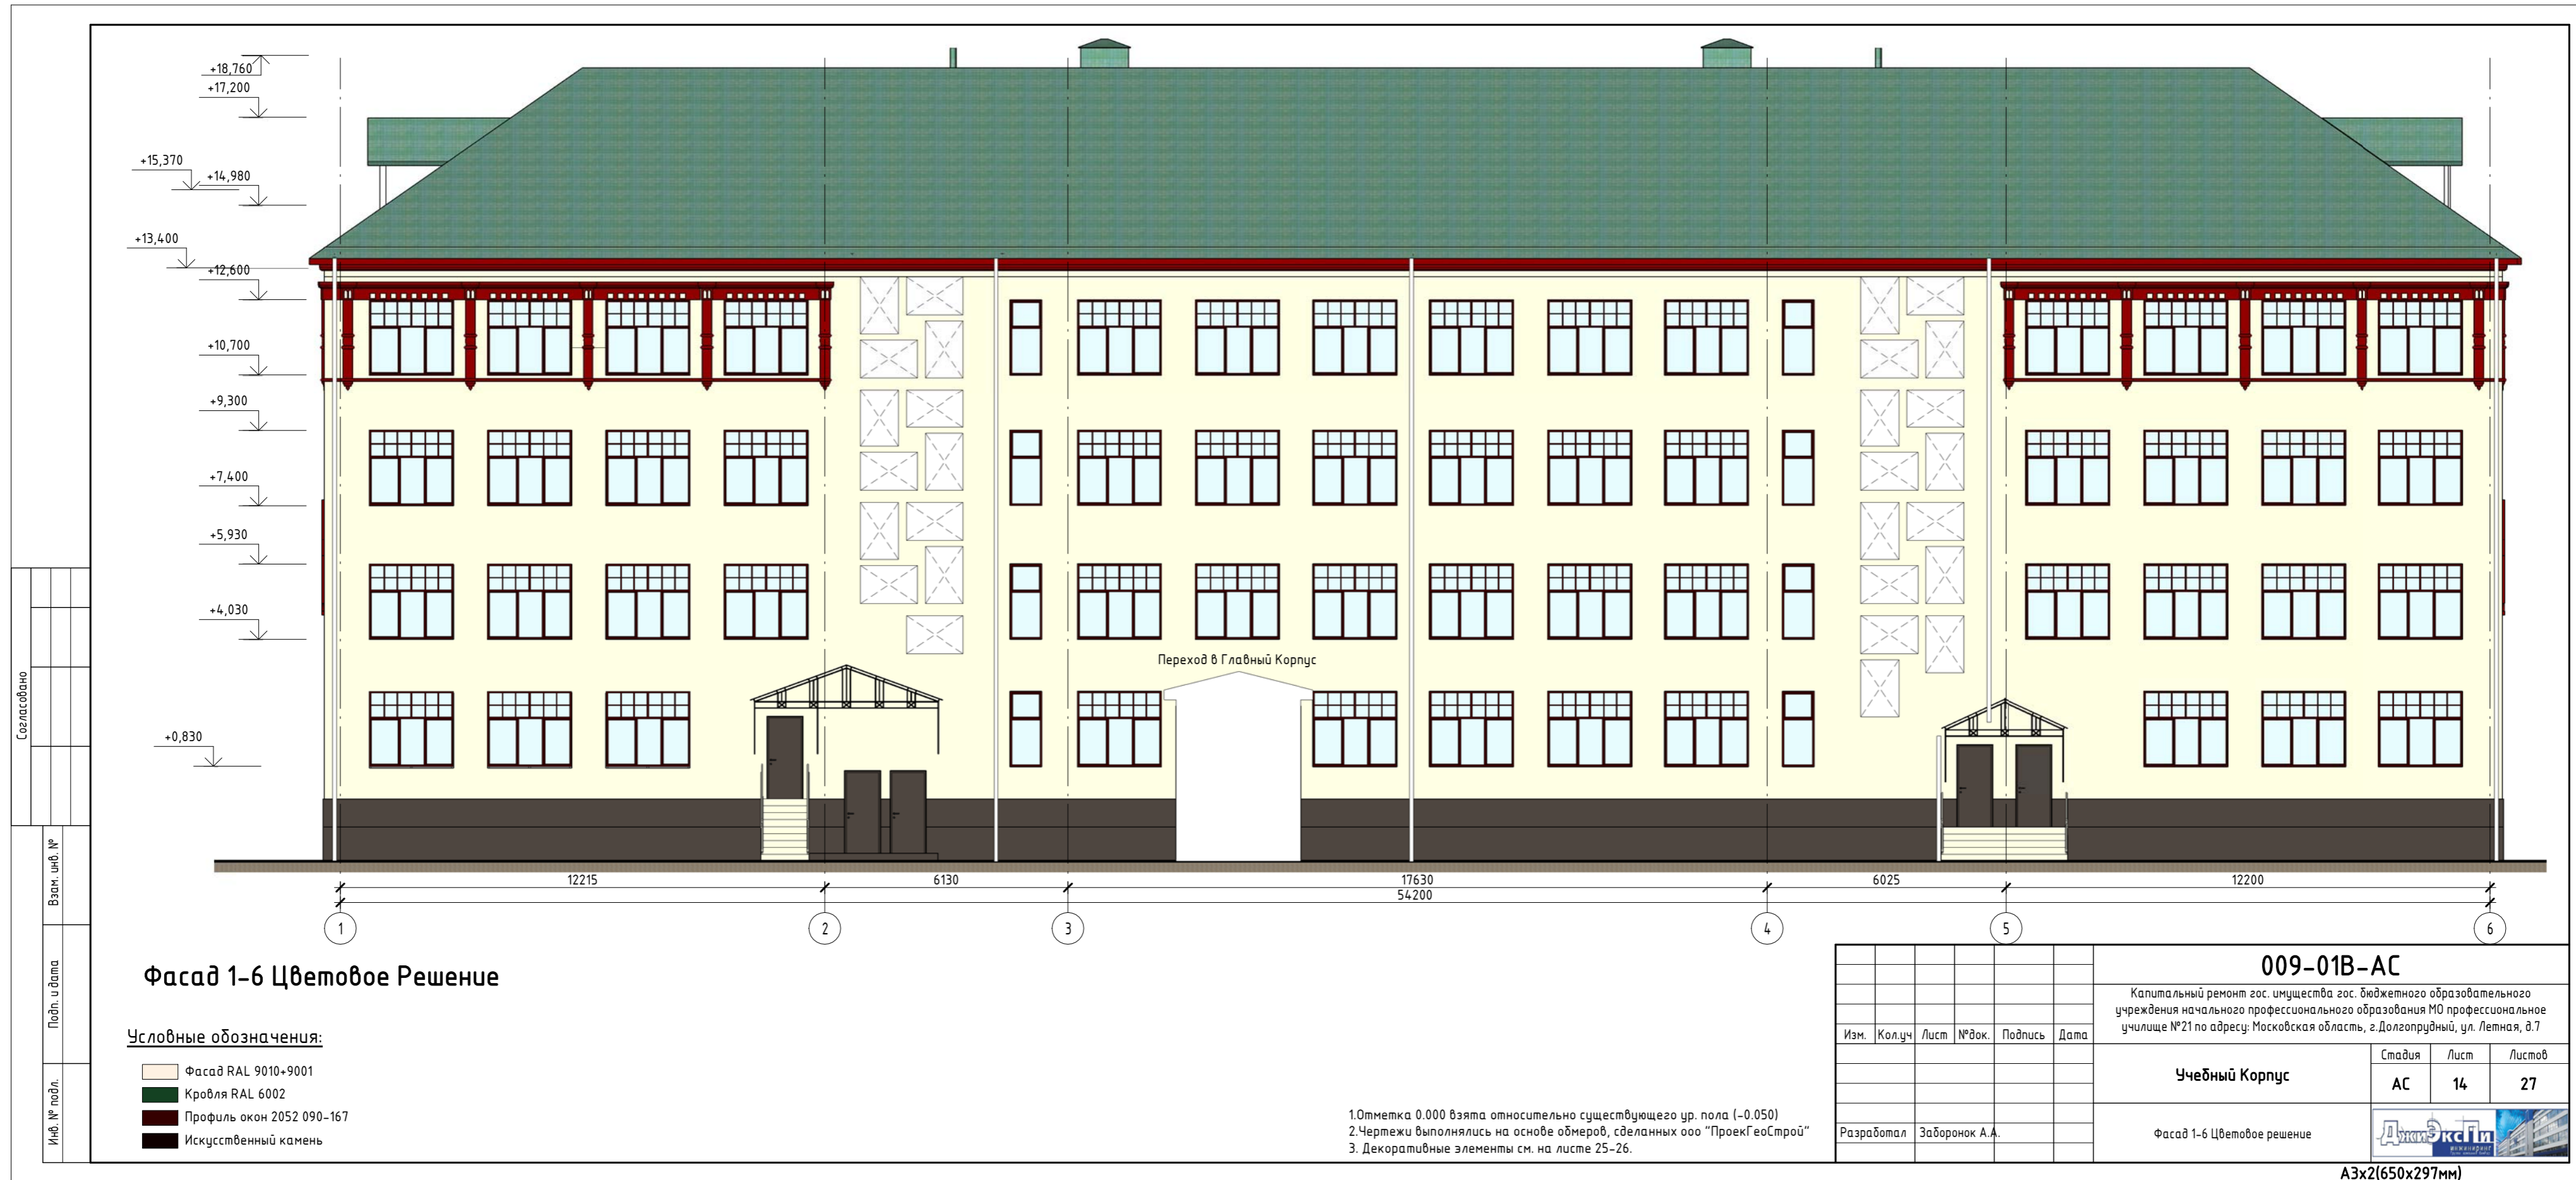 +18,760
+17,200
+15,370
+14,980
+13,400
+12,600
+10,700
+9,300
+7,400
+5,930
+4,030
+0,830
Переход в Главный Корпус
12215
6130
17630
6025
12200
54200
1
2
3
4
5
6
Фасад 1-6 Цветовое Решение
Условные обозначения:
Фасад RAL 9010+9001
Кровля RAL 6002
Профиль окон 2052 090-167
Искусственный камень
1.Отметка 0.000 взята относительно существующего ур. пола (-0.050)
2.Чертежи выполнялись на основе обмеров, сделанных ооо "ПроекГеоСтрой"
3. Декоративные элементы см. на листе 25-26.
Согласовано
Взам. инв. №
Подп. и дата
Инв. № подл.
009-01В-АС
Капитальный ремонт гос. имущества гос. бюджетного образовательного
учреждения начального профессионального образования МО профессиональное
училище №21 по адресу: Московская область, г.Долгопрудный, ул. Летная, д.7
Изм. Кол.уч Лист №док. Подпись Дата
Учебный Корпус
Стадия Лист Листов
АС 14 27
Разработал Заборонок А.А.
Фасад 1-6 Цветовое решение
ДжиЭксПи
А3х2(650х297мм)